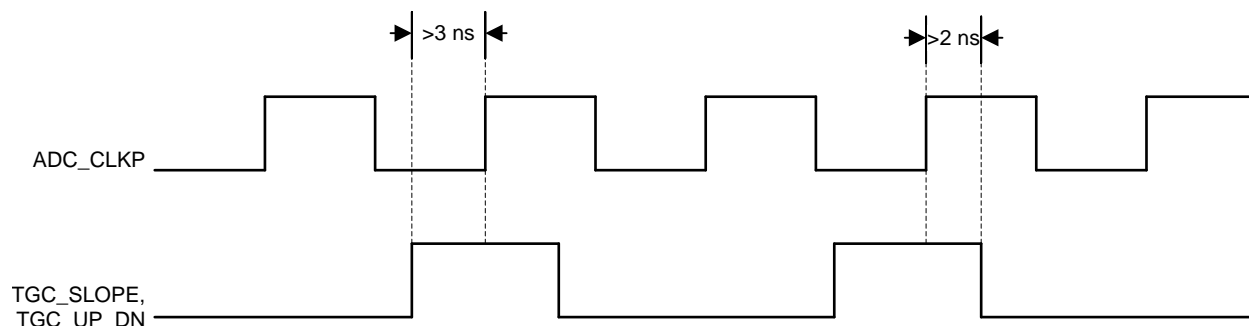 >3 ns
>2 ns
ADC_CLKP
TGC_SLOPE,
TGC_UP_DN